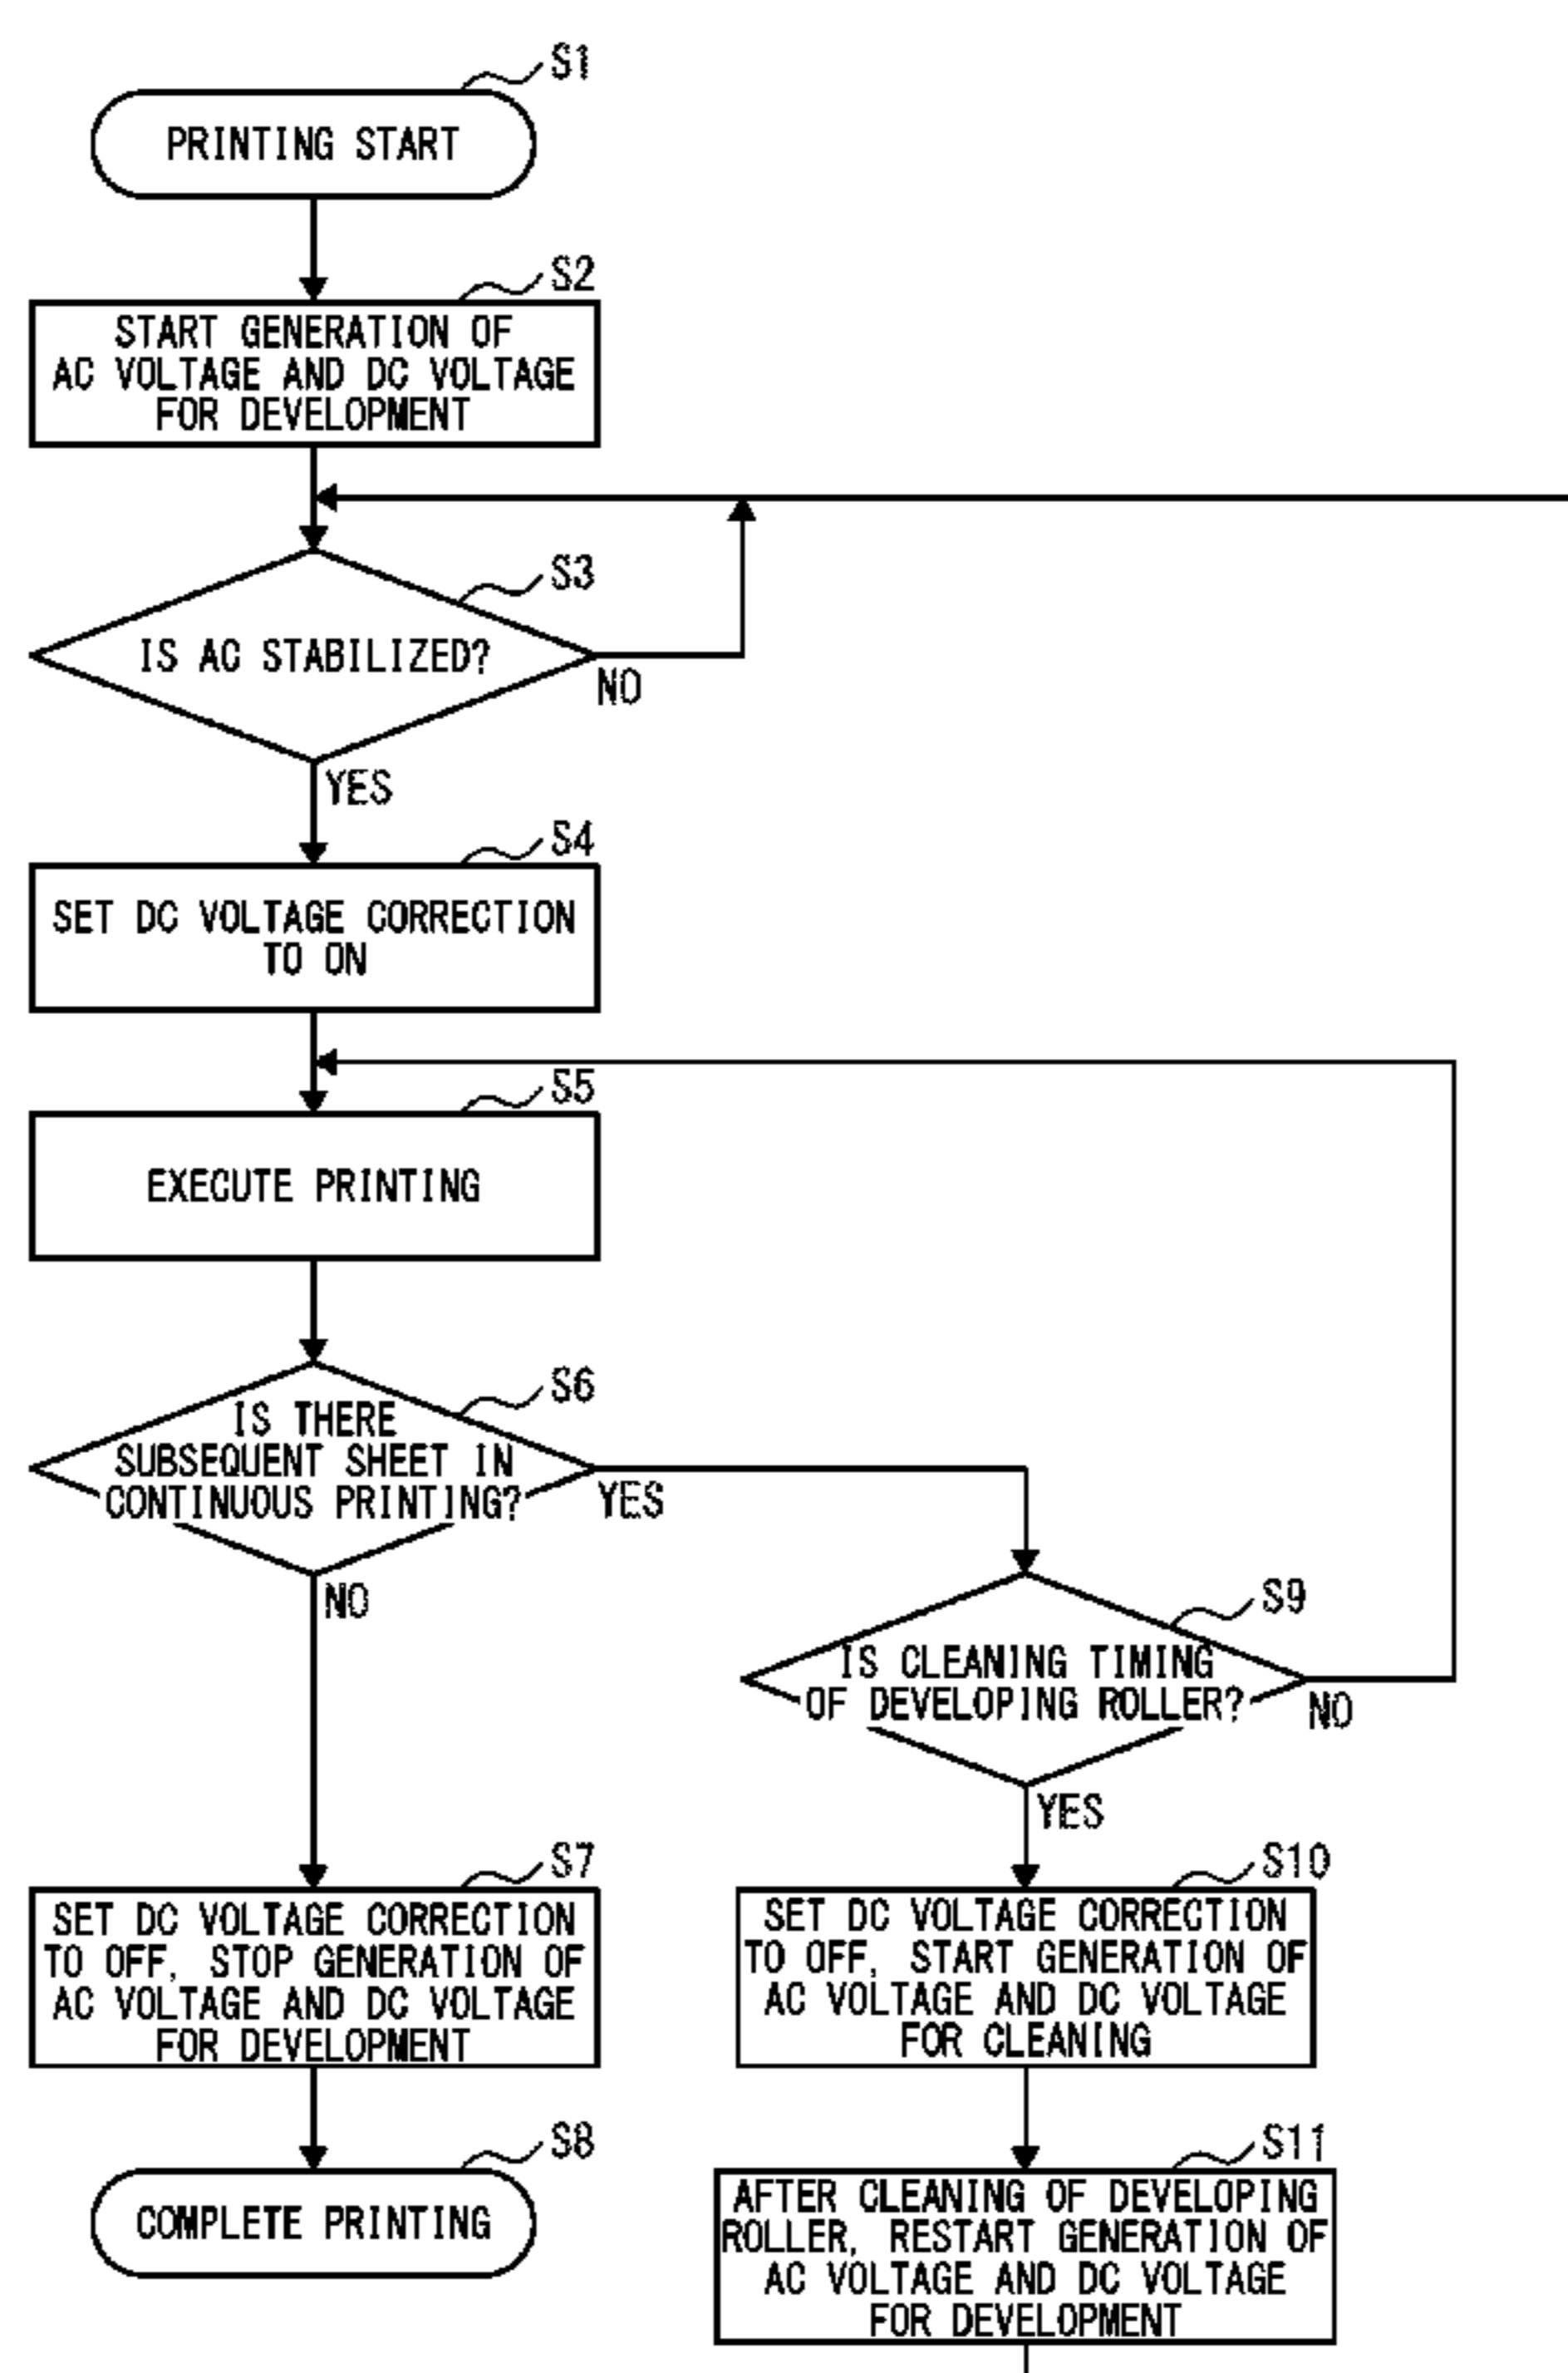 S1
PRINTING START
S2
START GENERATION OF
AC VOLTAGE AND DC VOLTAGE
FOR DEVELOPMENT
S3
IS AC STABILIZED?
NO
YES
S4
SET DC VOLTAGE CORRECTION
TO ON
S5
EXECUTE PRINTING
S6
IS THERE
SUBSEQUENT SHEET IN
CONTINUOUS PRINTING?
YES
NO
S9
IS CLEANING TIMING
OF DEVELOPING ROLLER?
NO
YES
S7
SET DC VOLTAGE CORRECTION
TO OFF, STOP GENERATION OF
AC VOLTAGE AND DC VOLTAGE
FOR DEVELOPMENT
S10
SET DC VOLTAGE CORRECTION
TO OFF, START GENERATION OF
AC VOLTAGE AND DC VOLTAGE
FOR CLEANING
S8
COMPLETE PRINTING
S11
AFTER CLEANING OF DEVELOPING
ROLLER, RESTART GENERATION OF
AC VOLTAGE AND DC VOLTAGE
FOR DEVELOPMENT